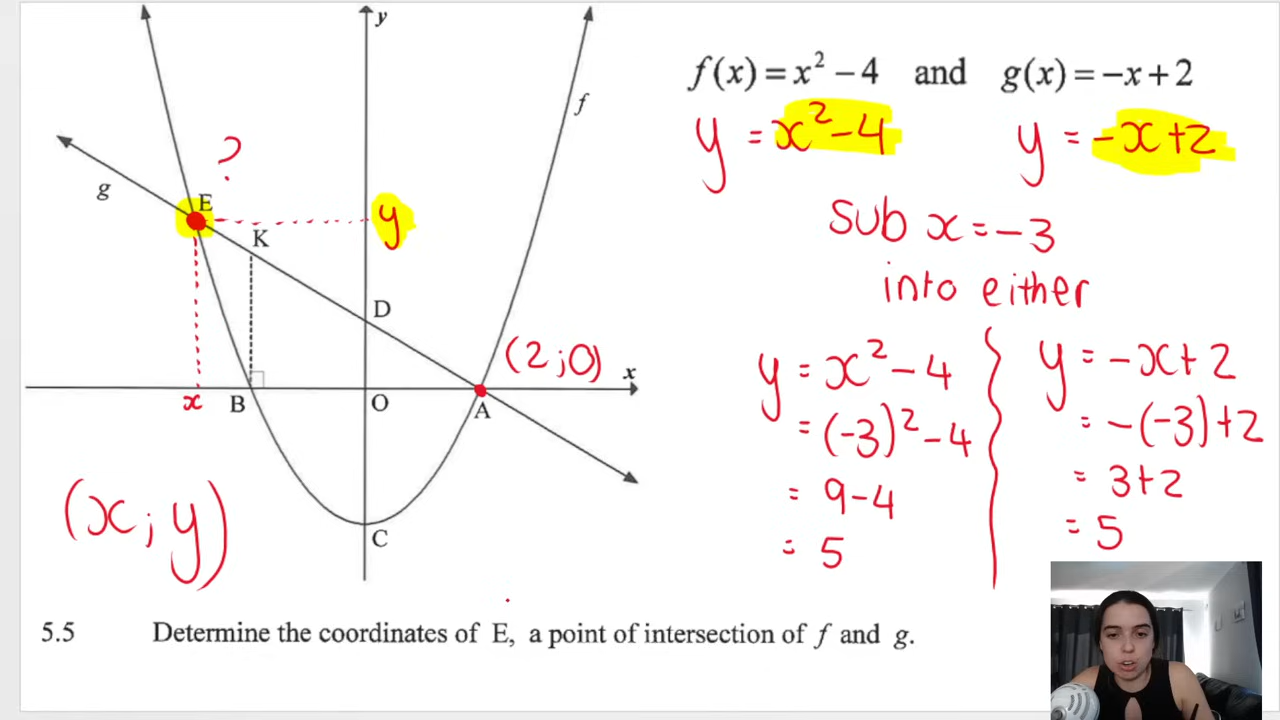 y
f
g
?
E
y
K
D
(2;0)
x
x
B
O
A
C
(x;y)
f(x)=x²−4 and g(x)=−x+2
y = x²-4
y = -x+2
sub x=-3
into either
y = x²-4
= (-3)²-4
= 9-4
= 5
y = -x+2
= -(-3)+2
= 3+2
= 5
5.5 Determine the coordinates of E, a point of intersection of f and g.